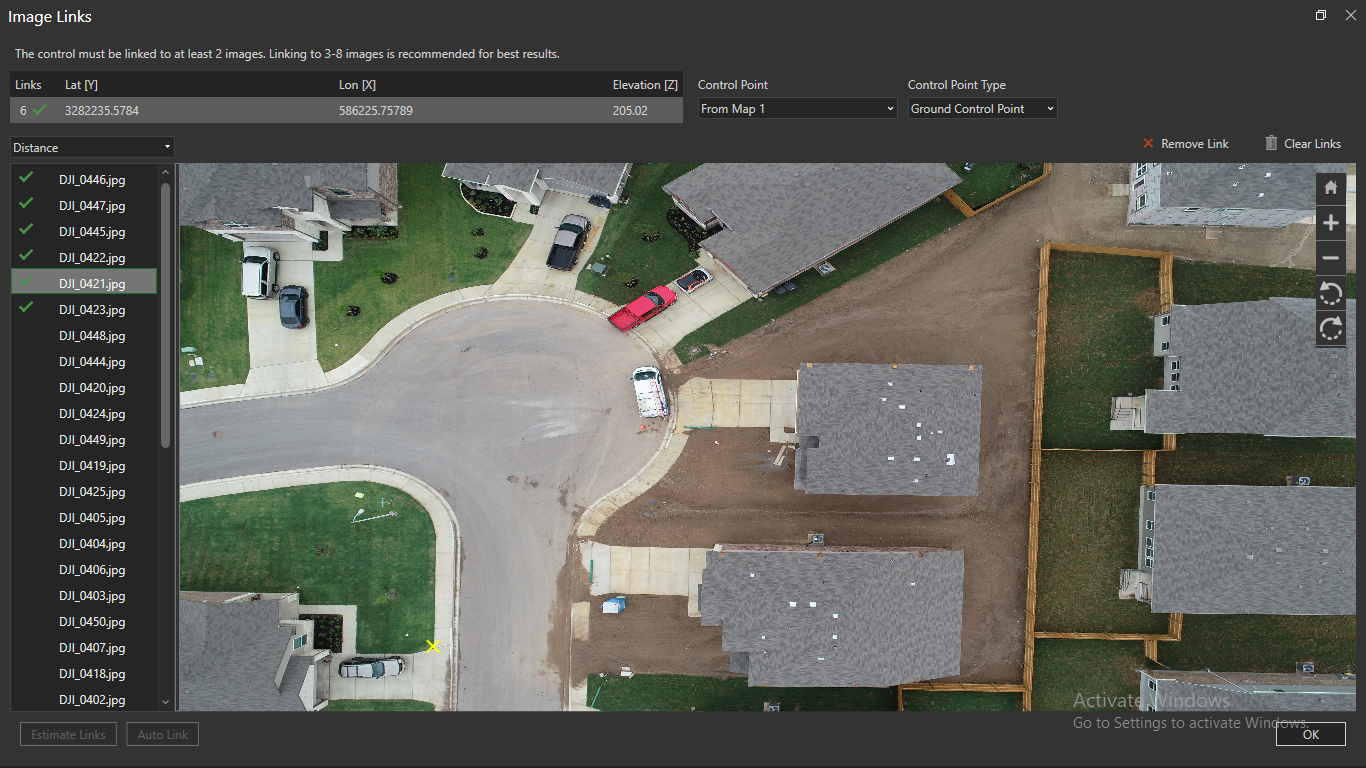 Image Links
The control must be linked to at least 2 images. Linking to 3-8 images is recommended for best results.
Links Lat [Y] Lon [X] Elevation [Z] Control Point Control Point Type
6 3282235.5784 586225.75789 205.02 From Map 1 Ground Control Point
Distance Remove Link Clear Links
DJI_0446.jpg
DJI_0447.jpg
DJI_0445.jpg
DJI_0422.jpg
DJI_0421.jpg
DJI_0423.jpg
DJI_0448.jpg
DJI_0444.jpg
DJI_0420.jpg
DJI_0424.jpg
DJI_0449.jpg
DJI_0419.jpg
DJI_0425.jpg
DJI_0405.jpg
DJI_0404.jpg
DJI_0406.jpg
DJI_0403.jpg
DJI_0450.jpg
DJI_0407.jpg
DJI_0418.jpg
DJI_0402.jpg
Activate Windows
Go to Settings to activate Windows.
Estimate Links Auto Link OK